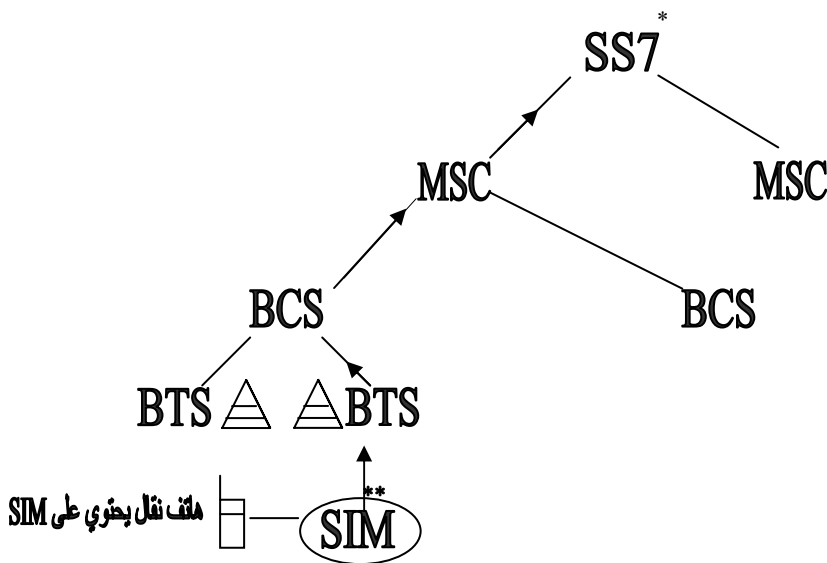 SS7*
MSC MSC
BCS BCS
BTS BTS
هاتف نقال يحتوي على SIM
SIM**